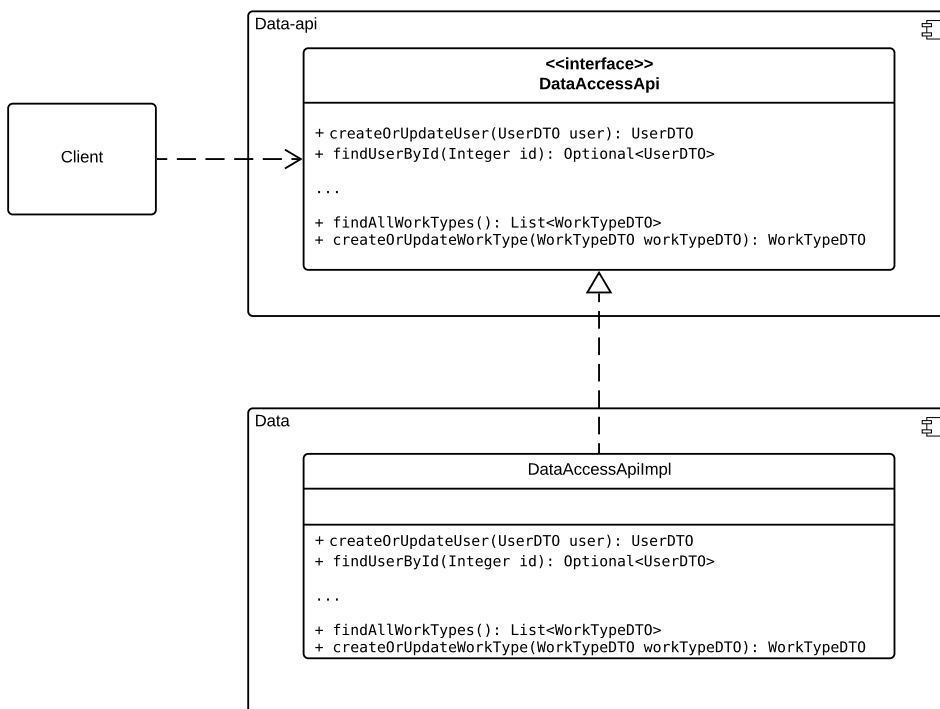 Data-api
<<interface>>
DataAccessApi
+ createOrUpdateUser(UserDTO user): UserDTO
+ findUserById(Integer id): Optional<UserDTO>
...
+ findAllWorkTypes(): List<WorkTypeDTO>
+ createOrUpdateWorkType(WorkTypeDTO workTypeDTO): WorkTypeDTO
Client
Data
DataAccessApiImpl
+ createOrUpdateUser(UserDTO user): UserDTO
+ findUserById(Integer id): Optional<UserDTO>
...
+ findAllWorkTypes(): List<WorkTypeDTO>
+ createOrUpdateWorkType(WorkTypeDTO workTypeDTO): WorkTypeDTO